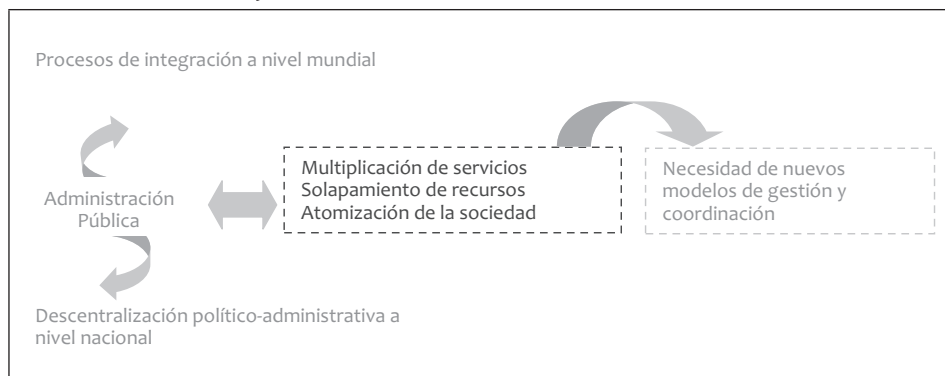 Procesos de integración a nivel mundial
Multiplicación de servicios
Solapamiento de recursos
Atomización de la sociedad
Necesidad de nuevos
modelos de gestión y
coordinación
Administración
Pública
Descentralización político-administrativa a
nivel nacional